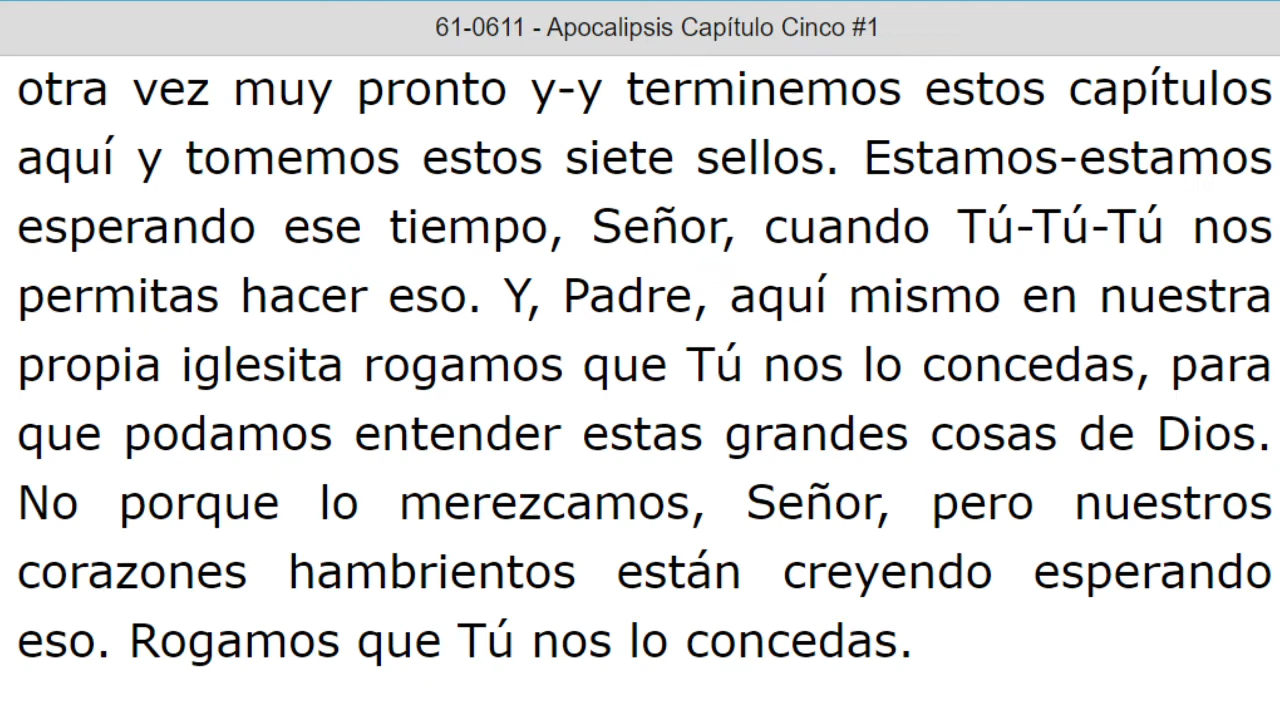 61-0611 - Apocalipsis Capítulo Cinco #1
otra vez muy pronto y-y terminemos estos capítulos
aquí y tomemos estos siete sellos. Estamos-estamos
esperando ese tiempo, Señor, cuando Tú-Tú-Tú nos
permitas hacer eso. Y, Padre, aquí mismo en nuestra
propia iglesita rogamos que Tú nos lo concedas, para
que podamos entender estas grandes cosas de Dios.
No porque lo merezcamos, Señor, pero nuestros
corazones hambrientos están creyendo esperando
eso. Rogamos que Tú nos lo concedas.